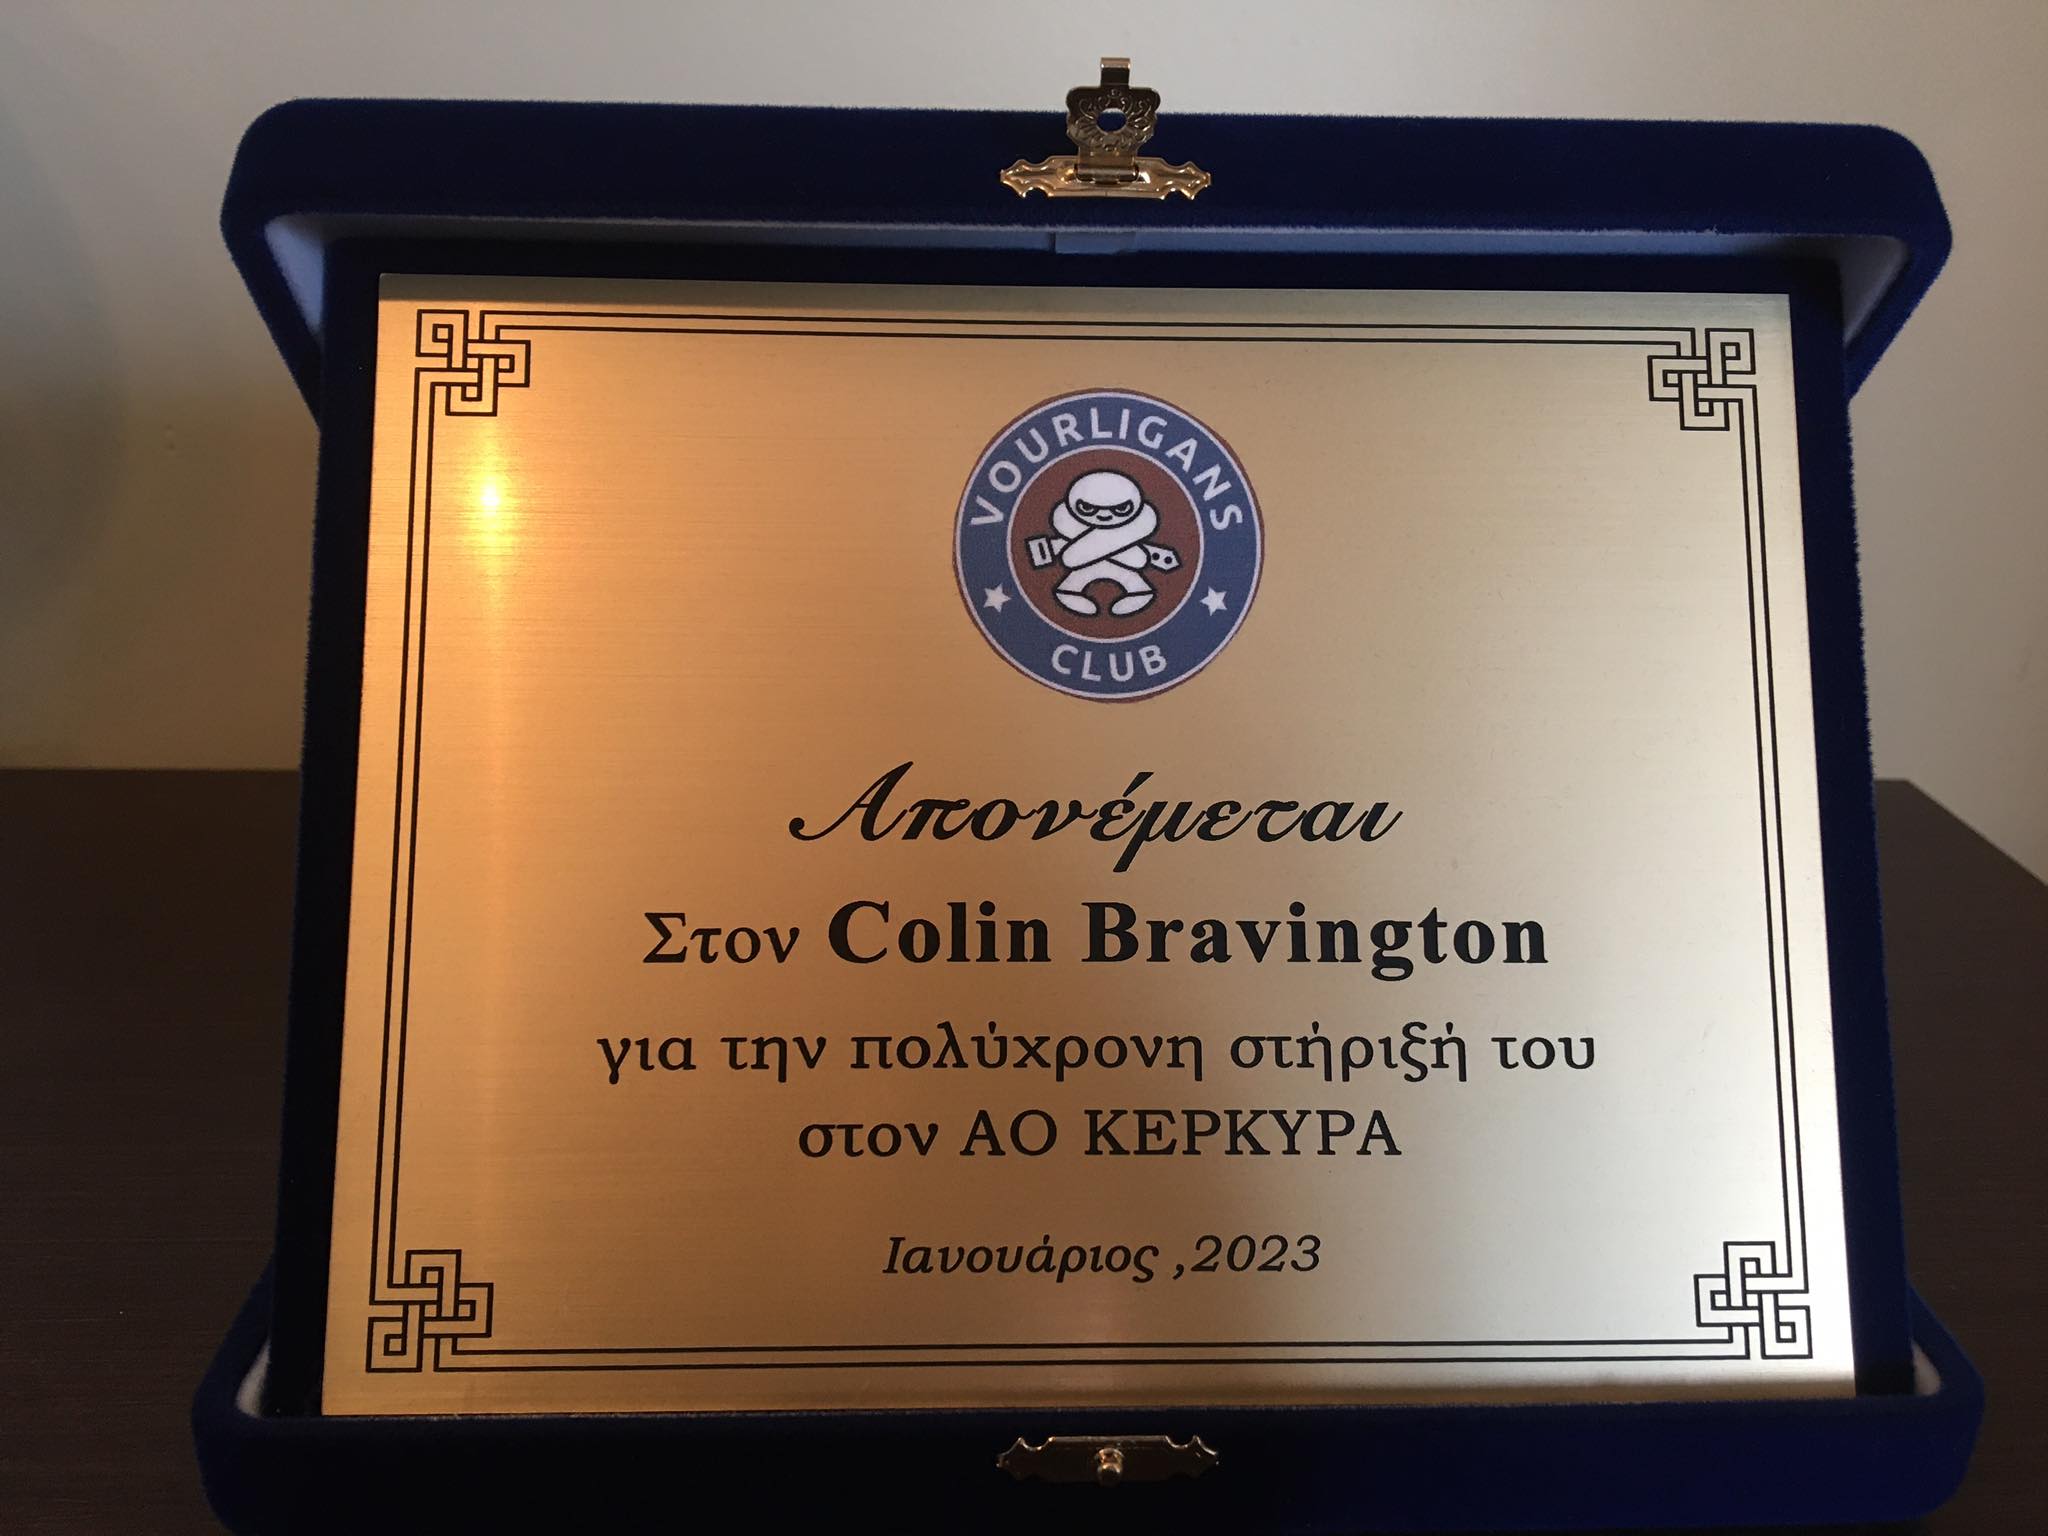 VOURLIGANS
CLUB
Απονέμεται
Στον Colin Bravington
για την πολύχρονη στήριξή του
στον ΑΟ ΚΕΡΚΥΡΑ
Ιανουάριος ,2023